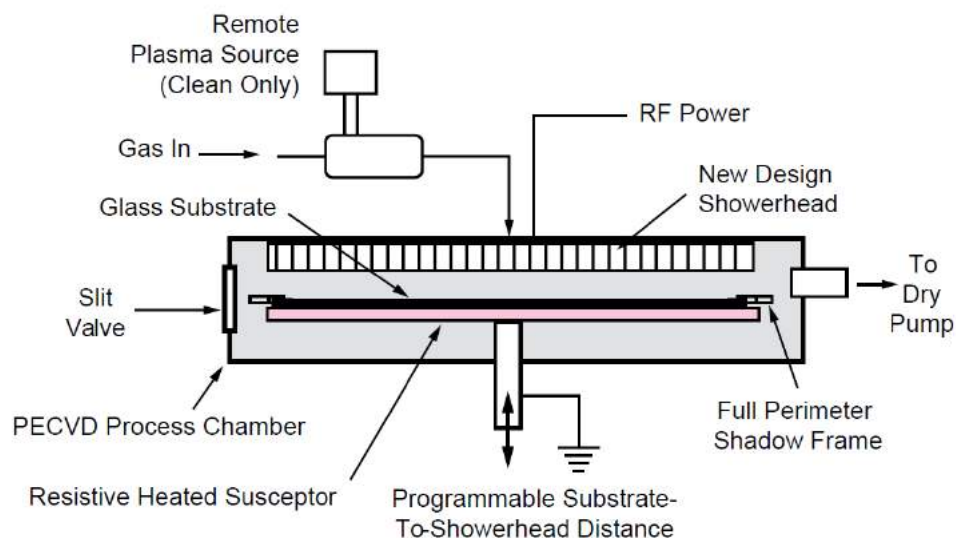 Remote
Plasma Source
(Clean Only)
RF Power
Gas In
New Design
Showerhead
Glass Substrate
To
Dry
Pump
Slit
Valve
PECVD Process Chamber
Full Perimeter
Shadow Frame
Resistive Heated Susceptor
Programmable Substrate-
To-Showerhead Distance